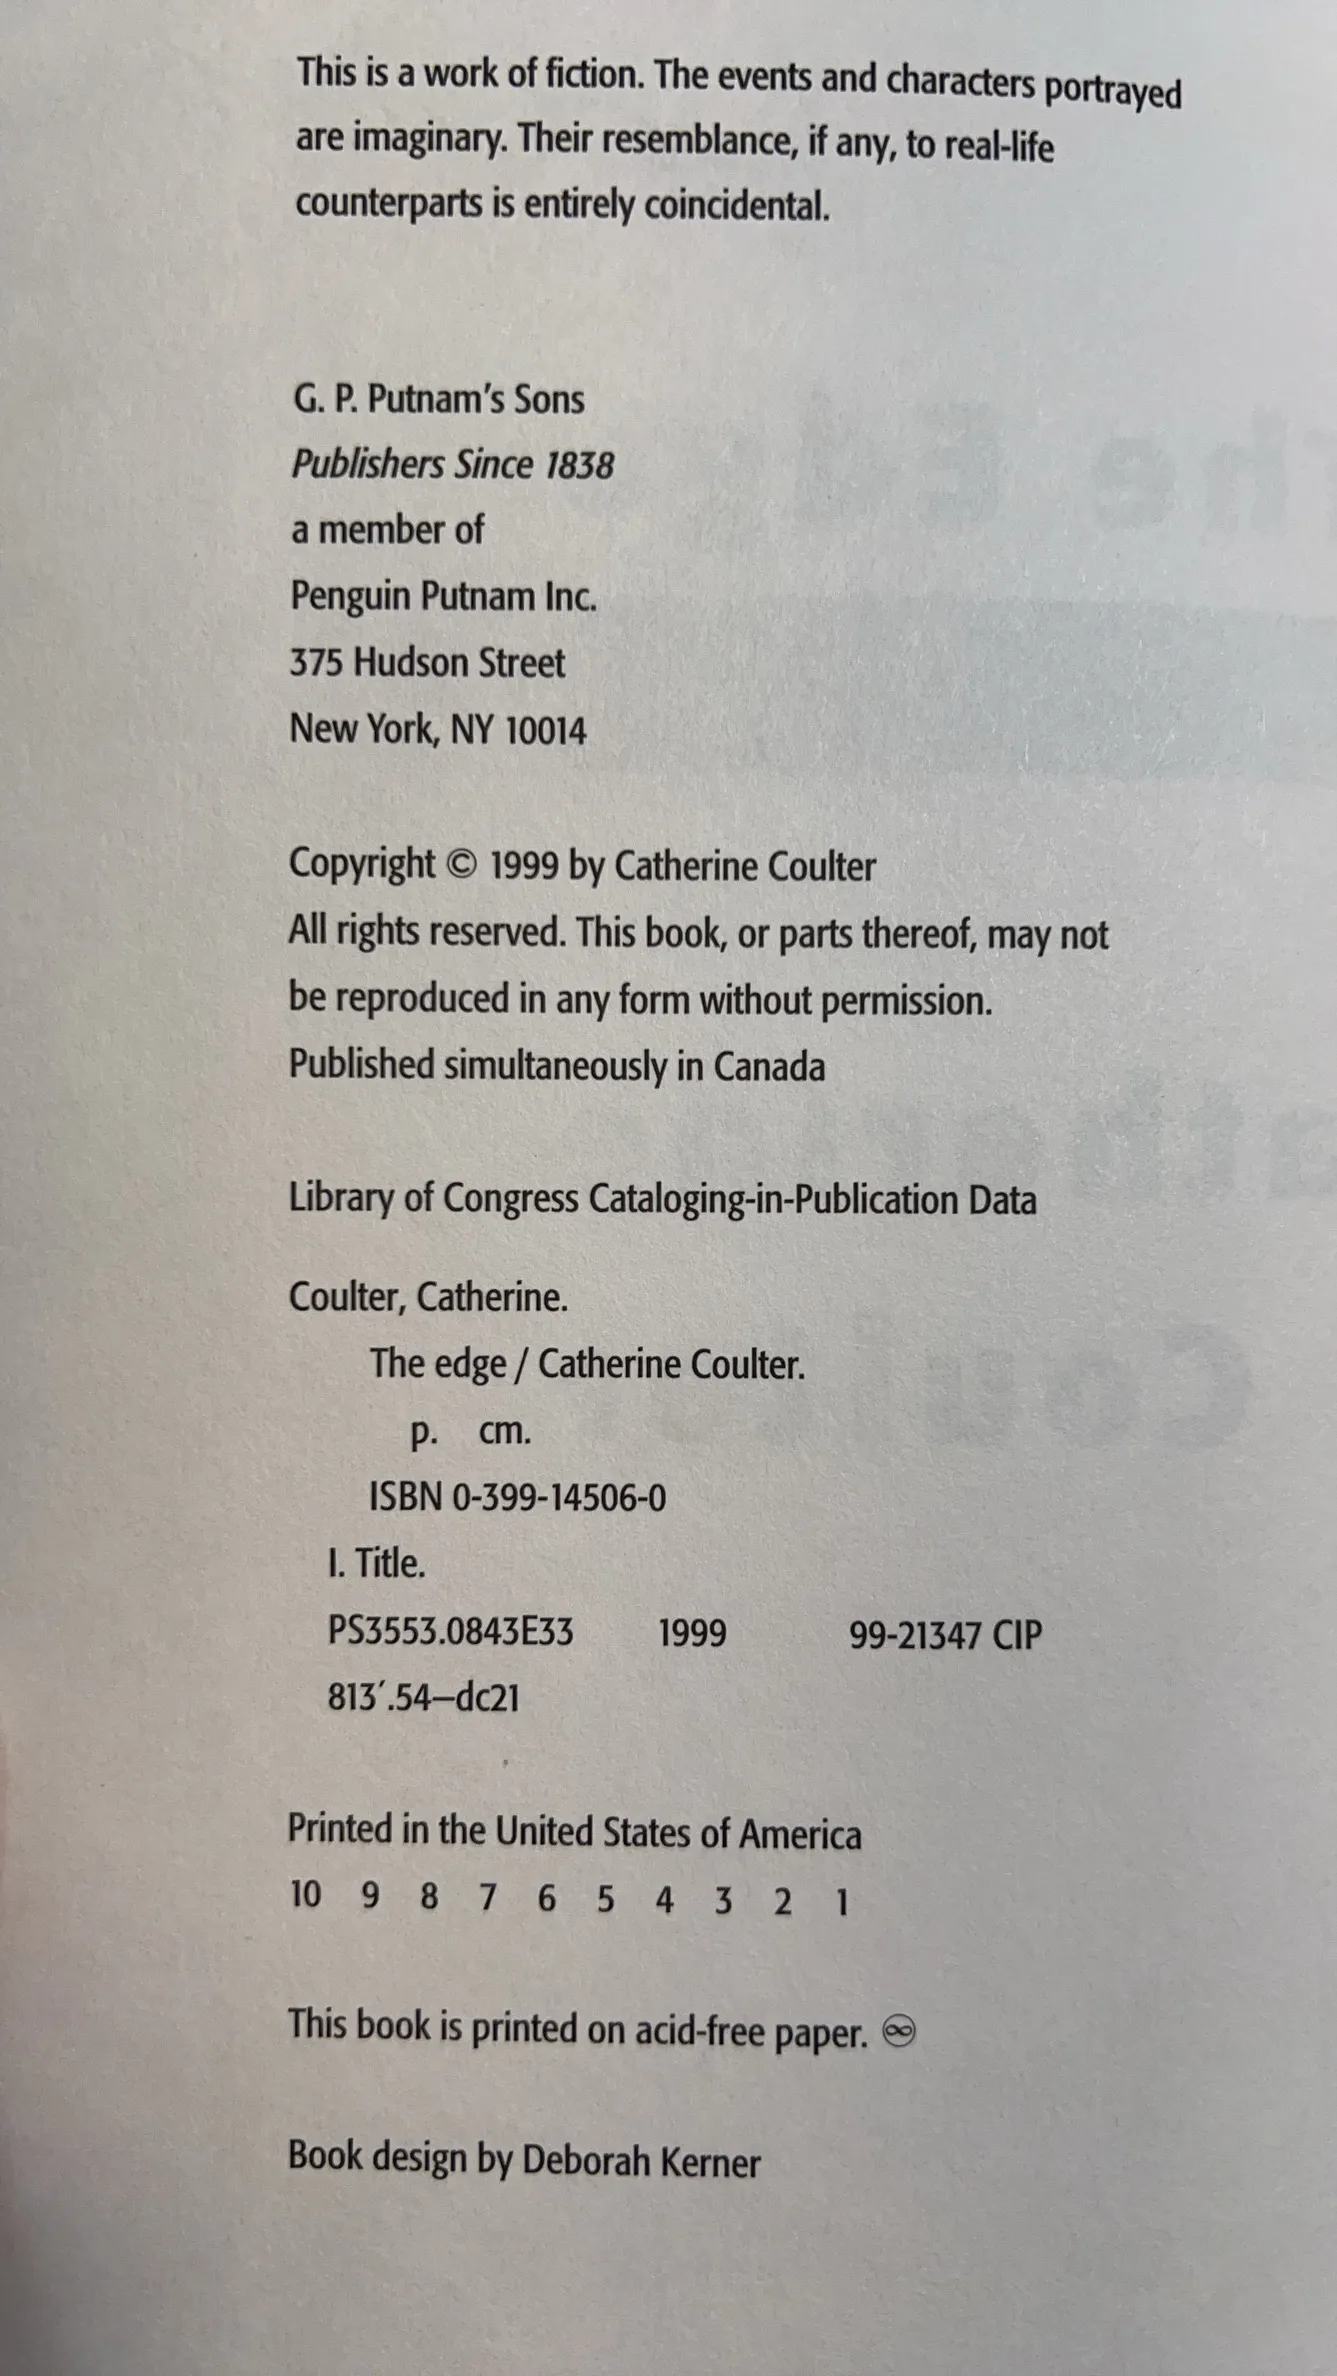 This is a work of fiction. The events and characters portrayed
are imaginary. Their resemblance, if any, to real-life
counterparts is entirely coincidental.
G. P. Putnam's Sons
Publishers Since 1838
a member of
Penguin Putnam Inc.
375 Hudson Street
New York, NY 10014
Copyright © 1999 by Catherine Coulter
All rights reserved. This book, or parts thereof, may not
be reproduced in any form without permission.
Published simultaneously in Canada
Library of Congress Cataloging-in-Publication Data
Coulter, Catherine.
The edge / Catherine Coulter.
p. cm.
ISBN 0-399-14506-0
I. Title.
PS3553.0843E33 1999 99-21347 CIP
813´.54—dc21
Printed in the United States of America
10 9 8 7 6 5 4 3 2 1
This book is printed on acid-free paper. ♾
Book design by Deborah Kerner